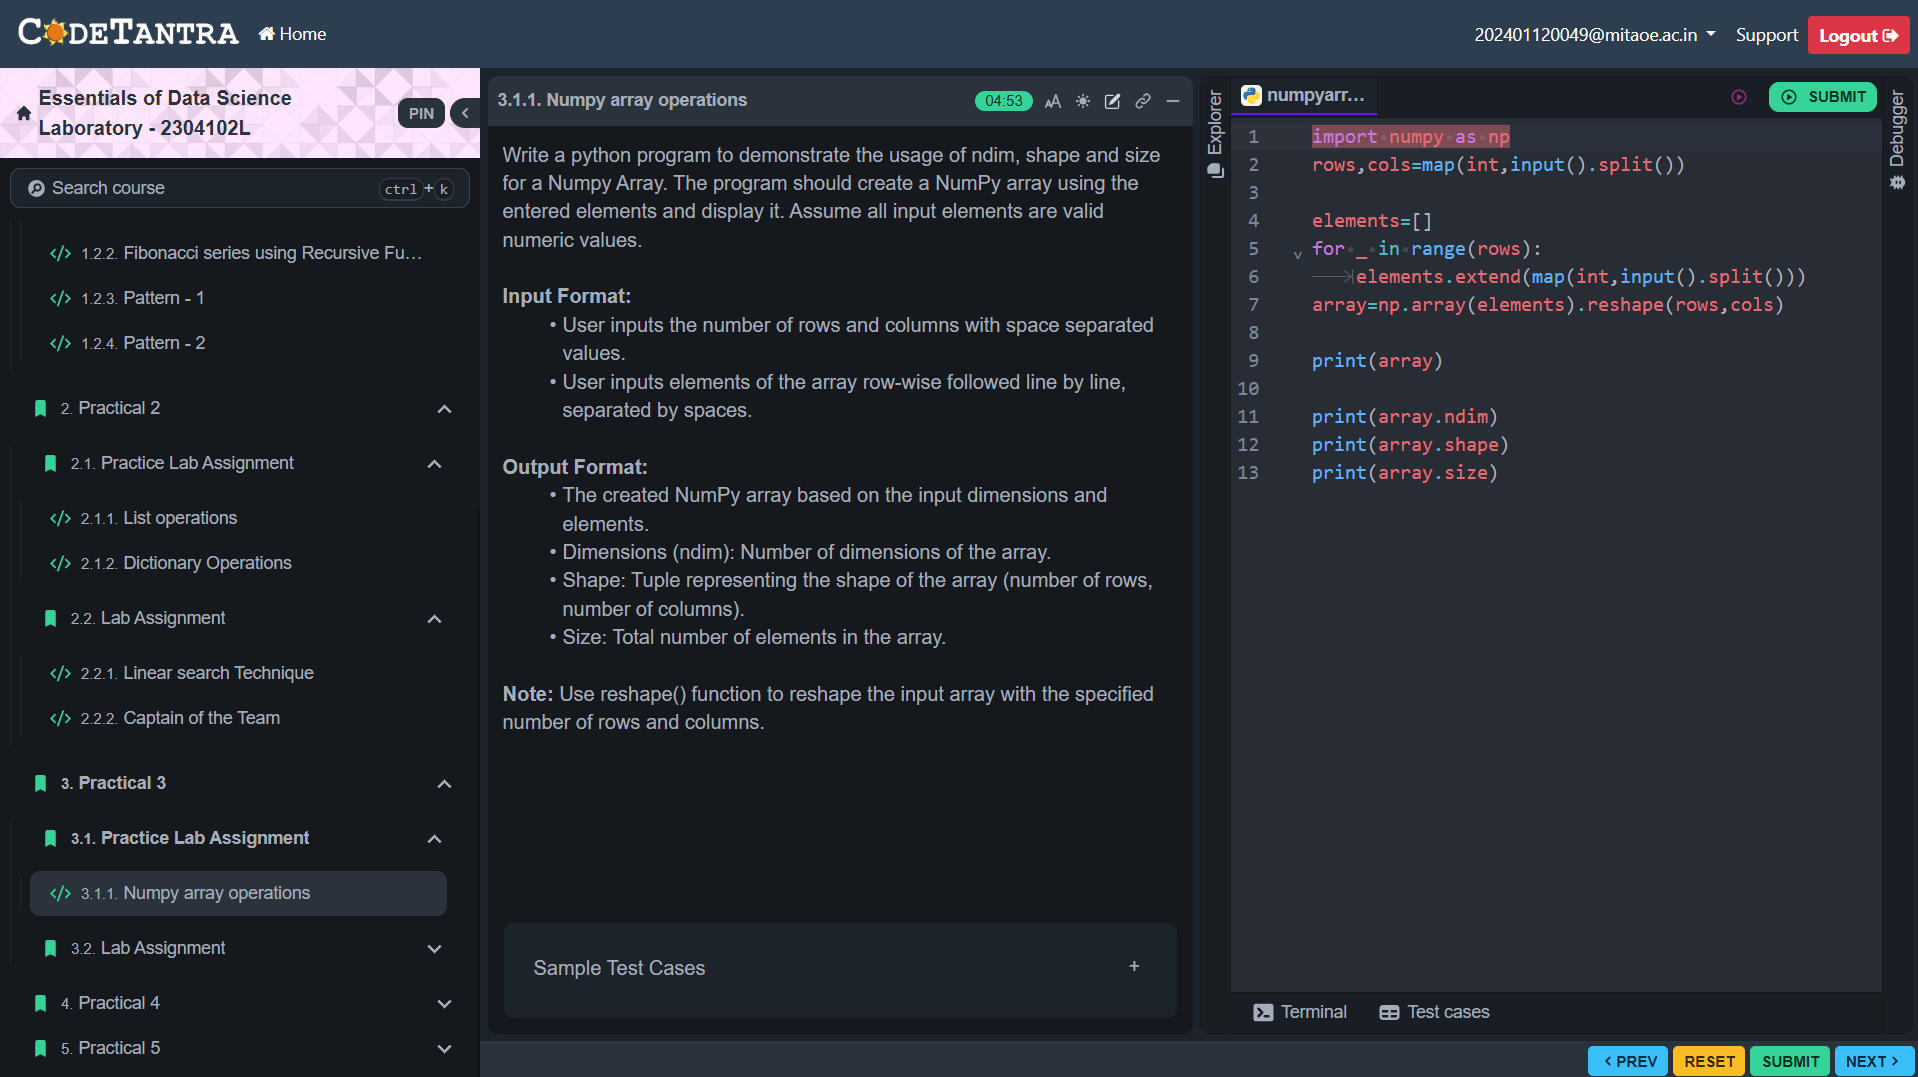 CODETANTRA
Home
202401120049@mitaoe.ac.in
Support
Logout
Essentials of Data Science
Laboratory - 2304102L
PIN
Search course
ctrl + k
1.2.2. Fibonacci series using Recursive Fu…
1.2.3. Pattern - 1
1.2.4. Pattern - 2
2. Practical 2
2.1. Practice Lab Assignment
2.1.1. List operations
2.1.2. Dictionary Operations
2.2. Lab Assignment
2.2.1. Linear search Technique
2.2.2. Captain of the Team
3. Practical 3
3.1. Practice Lab Assignment
3.1.1. Numpy array operations
3.2. Lab Assignment
4. Practical 4
5. Practical 5
3.1.1. Numpy array operations
04:53
AA
Write a python program to demonstrate the usage of ndim, shape and size
for a Numpy Array. The program should create a NumPy array using the
entered elements and display it. Assume all input elements are valid
numeric values.
Input Format:
• User inputs the number of rows and columns with space separated
values.
• User inputs elements of the array row-wise followed line by line,
separated by spaces.
Output Format:
• The created NumPy array based on the input dimensions and
elements.
• Dimensions (ndim): Number of dimensions of the array.
• Shape: Tuple representing the shape of the array (number of rows,
number of columns).
• Size: Total number of elements in the array.
Note: Use reshape() function to reshape the input array with the specified
number of rows and columns.
Sample Test Cases
+
Explorer
numpyarr...
SUBMIT
Debugger
1 import numpy as np
2 rows,cols=map(int,input().split())
3
4 elements=[]
5 for _ in range(rows):
6 elements.extend(map(int,input().split()))
7 array=np.array(elements).reshape(rows,cols)
8
9 print(array)
10
11 print(array.ndim)
12 print(array.shape)
13 print(array.size)
Terminal
Test cases
< PREV
RESET
SUBMIT
NEXT >